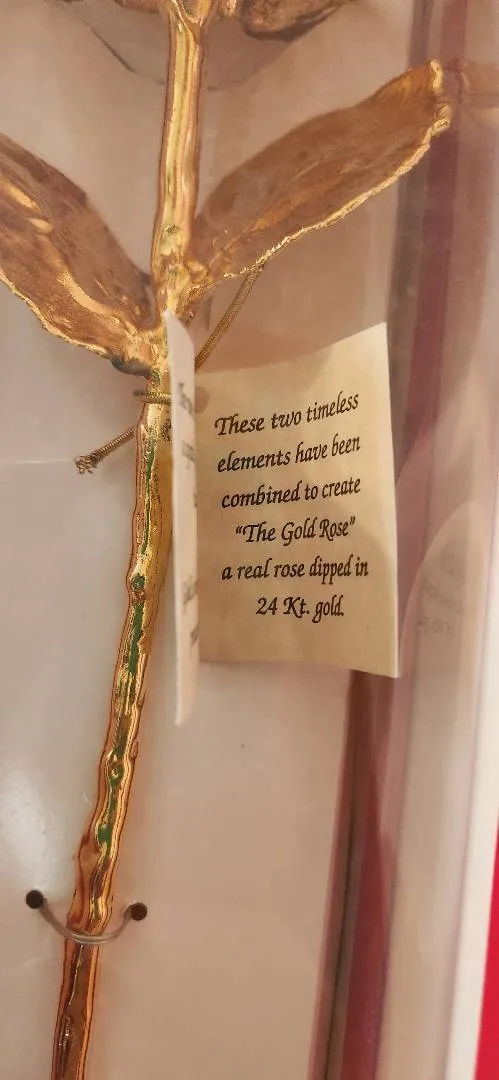 These two timeless
elements have been
combined to create
“The Gold Rose”
a real rose dipped in
24 Kt. gold.